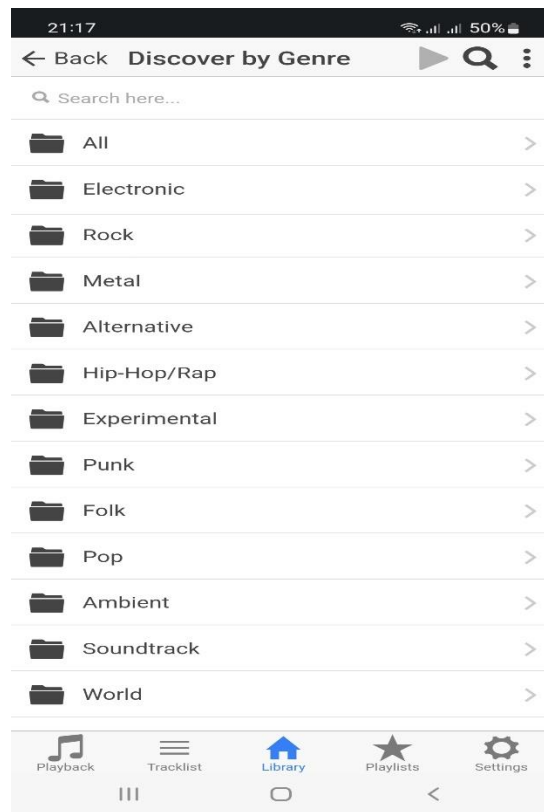 21:17 50%
Back Discover by Genre
Search here...
All
Electronic
Rock
Metal
Alternative
Hip-Hop/Rap
Experimental
Punk
Folk
Pop
Ambient
Soundtrack
World
Playback Tracklist Library Playlists Settings